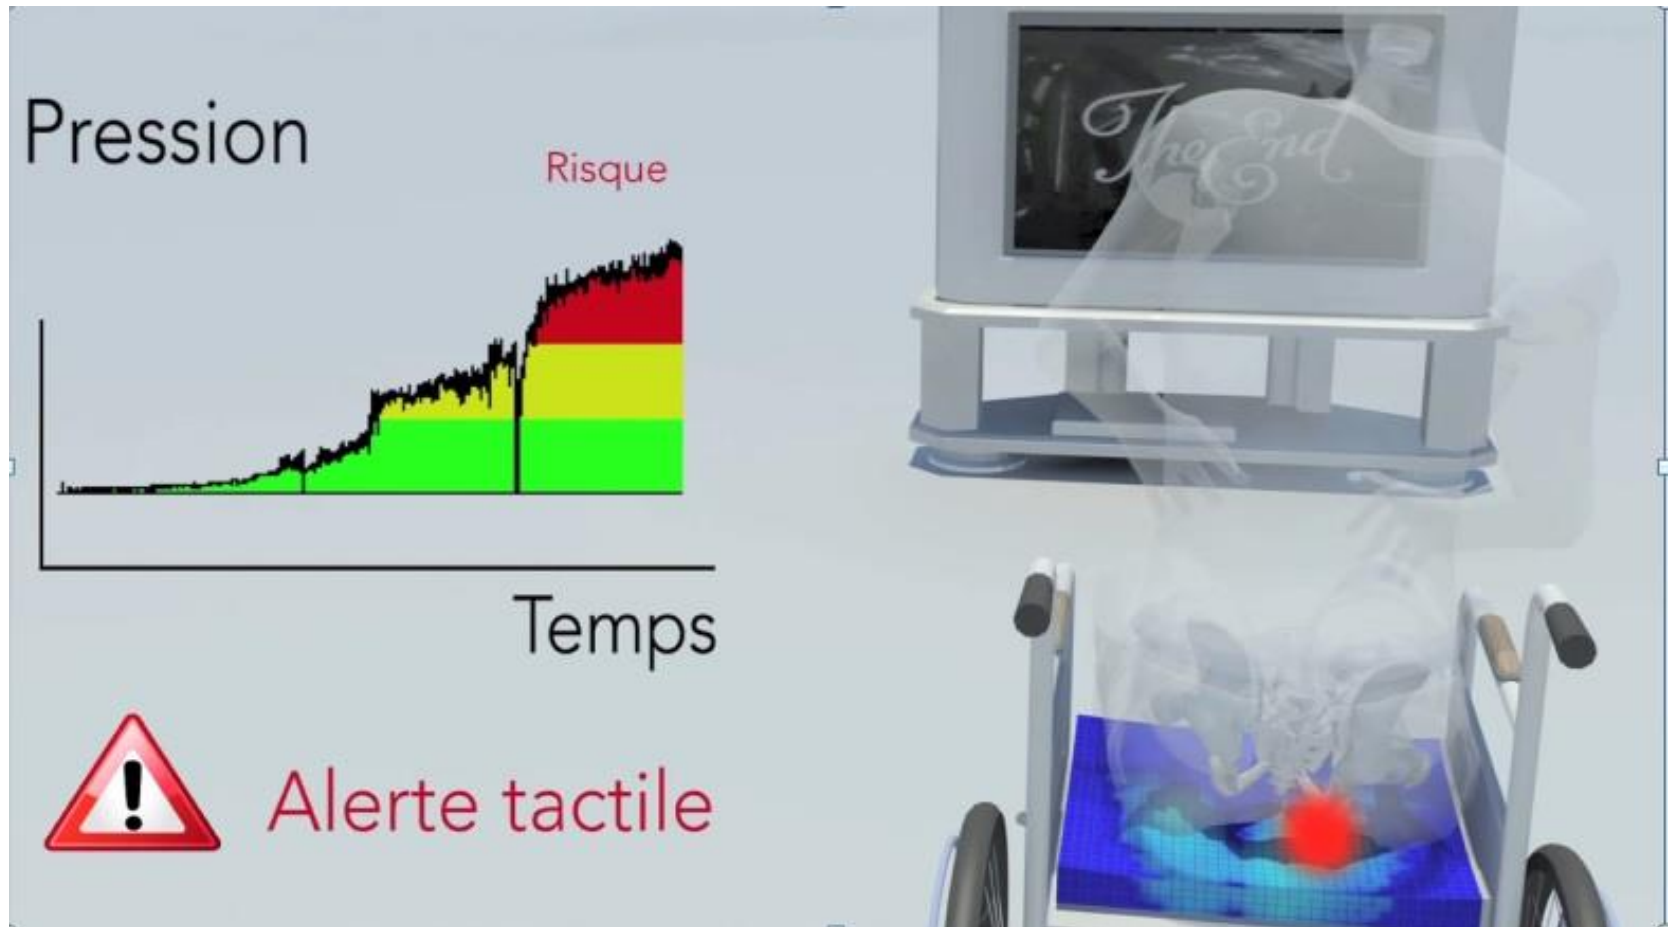 Pression
Risque
Temps
Alerte tactile
The End